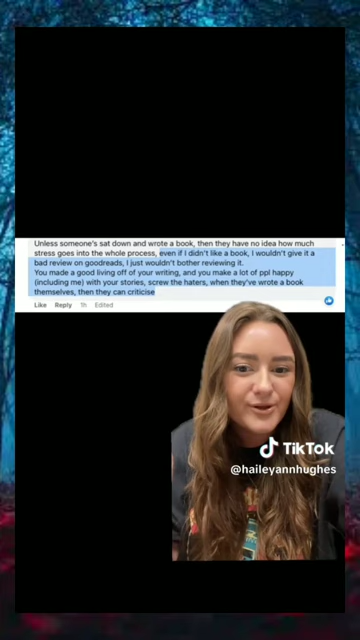 Unless someone's sat down and wrote a book, then they have no idea how much
stress goes into the whole process, even if I didn't like a book, I wouldn't give it a
bad review on goodreads, I just wouldn't bother reviewing it.
You made a good living off of your writing, and you make a lot of ppl happy
(including me) with your stories, screw the haters, when they've wrote a book
themselves, then they can criticise
Like Reply 1h Edited
TikTok
@haileyannhughes